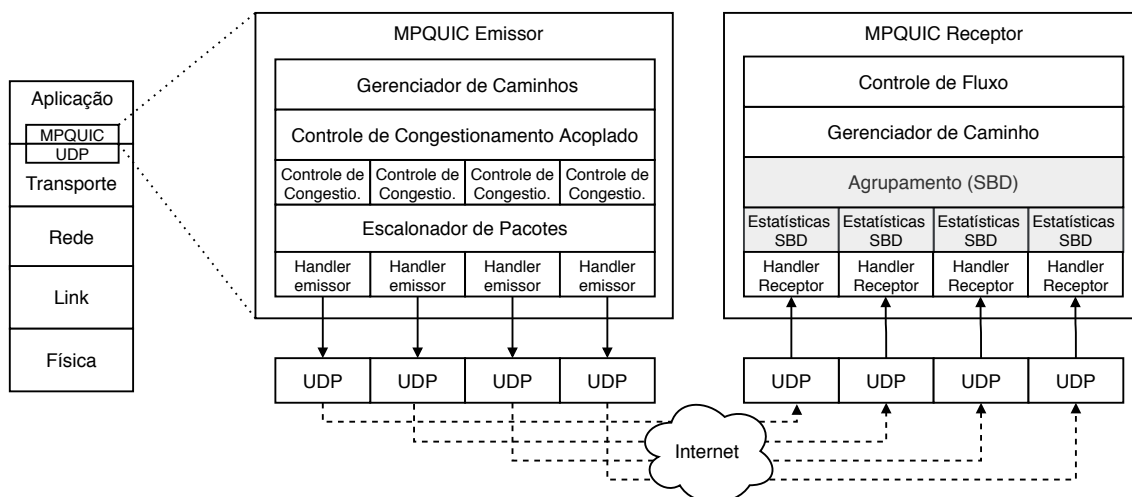 Aplicação
MPQUIC
UDP
Transporte
Rede
Link
Física
MPQUIC Emissor
Gerenciador de Caminhos
Controle de Congestionamento Acoplado
Controle de Congestio.
Controle de Congestio.
Controle de Congestio.
Controle de Congestio.
Escalonador de Pacotes
Handler emissor
Handler emissor
Handler emissor
Handler emissor
UDP
UDP
UDP
UDP
MPQUIC Receptor
Controle de Fluxo
Gerenciador de Caminho
Agrupamento (SBD)
Estatísticas SBD
Estatísticas SBD
Estatísticas SBD
Estatísticas SBD
Handler Receptor
Handler Receptor
Handler Receptor
Handler Receptor
UDP
UDP
UDP
UDP
Internet